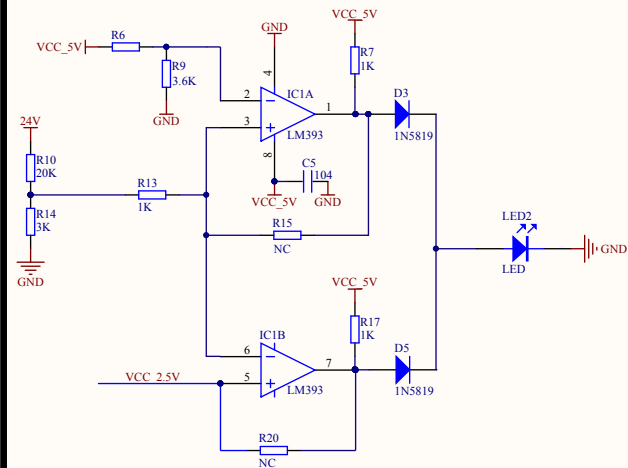 VCC_5V
R6
R9
3.6K
GND
GND
VCC_5V
R7
1K
4
2
3
IC1A
1
LM393
8
D3
1N5819
24V
R10
20K
R14
3K
GND
R13
1K
C5
104
VCC_5V
GND
R15
NC
LED2
LED
GND
VCC_5V
R17
1K
IC1B
6
5
7
LM393
D5
1N5819
VCC_2.5V
R20
NC